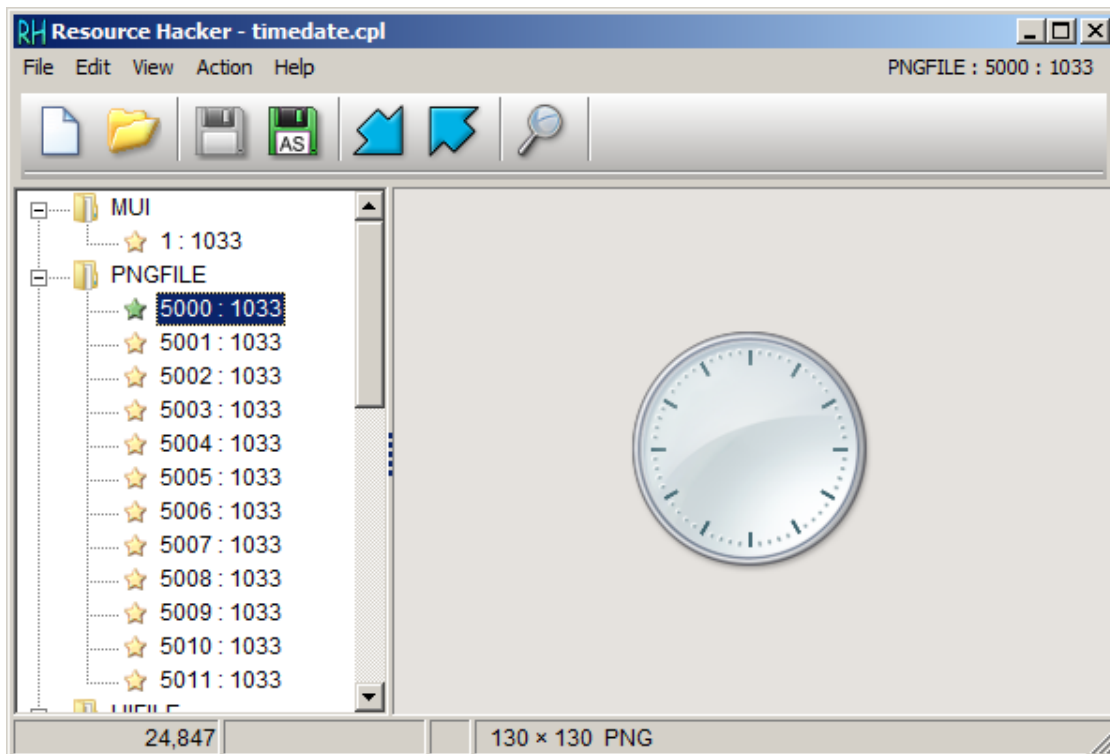 RH Resource Hacker - timedate.cpl
File Edit View Action Help PNGFILE : 5000 : 1033
AS
MUI
1 : 1033
PNGFILE
5000 : 1033
5001 : 1033
5002 : 1033
5003 : 1033
5004 : 1033
5005 : 1033
5006 : 1033
5007 : 1033
5008 : 1033
5009 : 1033
5010 : 1033
5011 : 1033
24,847
130 × 130 PNG